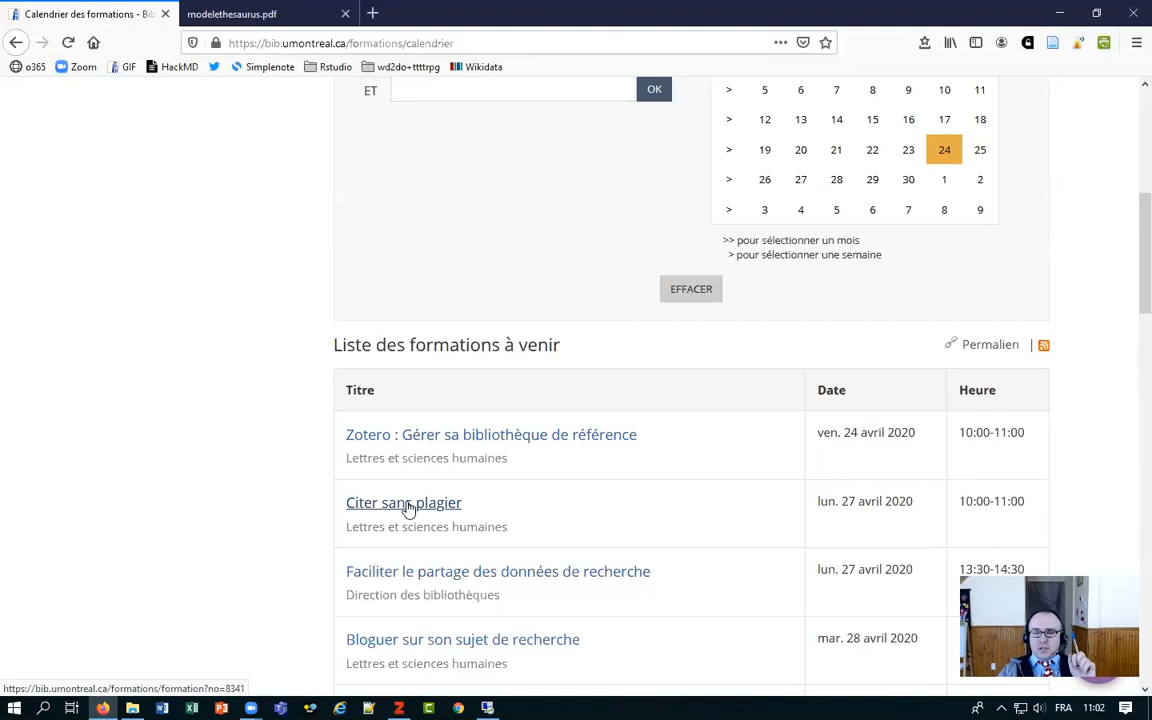 Calendrier des formations - Bib
modelethesaurus.pdf
https://bib.umontreal.ca/formations/calendrier
o365
Zoom
GIF
HackMD
Simplenote
Rstudio
wd2do+ttttrpg
Wikidata
ET
OK
> 5 6 7 8 9 10 11
> 12 13 14 15 16 17 18
> 19 20 21 22 23 24 25
> 26 27 28 29 30 1 2
> 3 4 5 6 7 8 9
>> pour sélectionner un mois
> pour sélectionner une semaine
EFFACER
Liste des formations à venir
Permalien |
Titre Date Heure
Zotero : Gérer sa bibliothèque de référence ven. 24 avril 2020 10:00-11:00
Lettres et sciences humaines
Citer sans plagier lun. 27 avril 2020 10:00-11:00
Lettres et sciences humaines
Faciliter le partage des données de recherche lun. 27 avril 2020 13:30-14:30
Direction des bibliothèques
Bloguer sur son sujet de recherche mar. 28 avril 2020
Lettres et sciences humaines
https://bib.umontreal.ca/formations/formation?no=8341
FRA 11:02